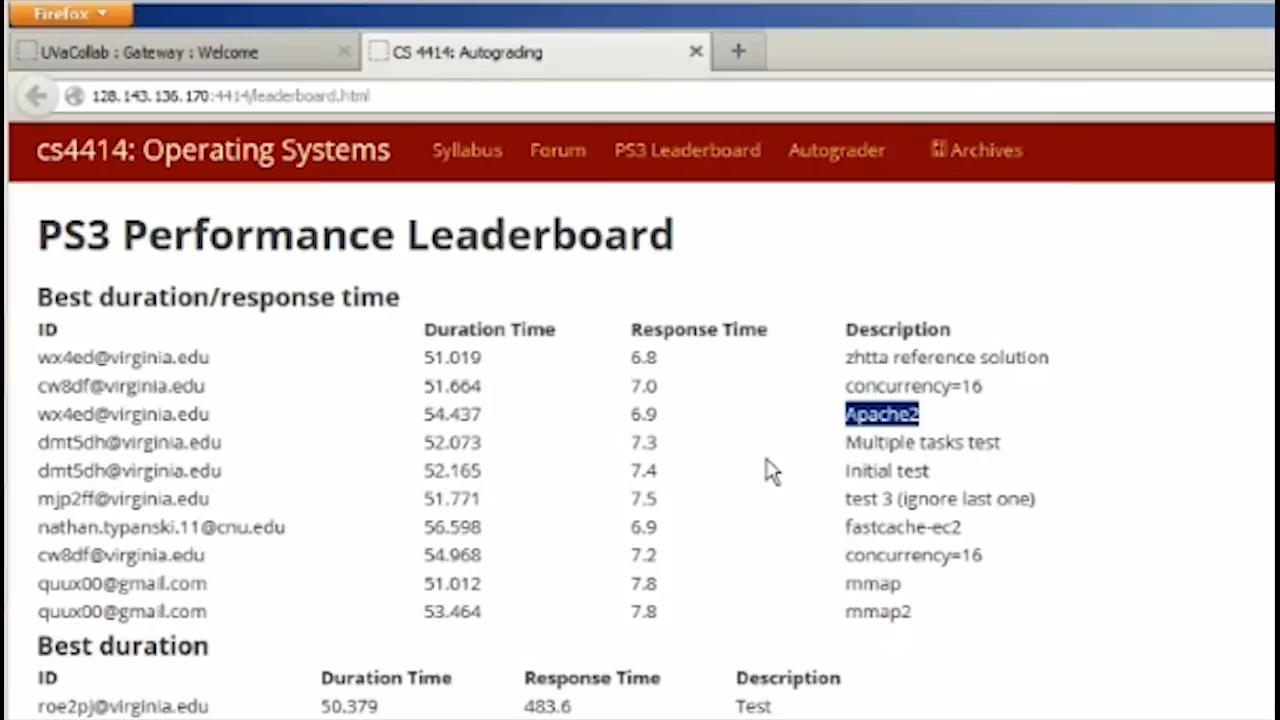 Firefox
UVaCollab : Gateway : Welcome
CS 4414: Autograding
128.143.136.170:4414/leaderboard.html
cs4414: Operating Systems Syllabus Forum PS3 Leaderboard Autograder Archives
PS3 Performance Leaderboard
Best duration/response time
ID Duration Time Response Time Description
wx4ed@virginia.edu 51.019 6.8 zhtta reference solution
cw8df@virginia.edu 51.664 7.0 concurrency=16
wx4ed@virginia.edu 54.437 6.9 Apache2
dmt5dh@virginia.edu 52.073 7.3 Multiple tasks test
dmt5dh@virginia.edu 52.165 7.4 Initial test
mjp2ff@virginia.edu 51.771 7.5 test 3 (ignore last one)
nathan.typanski.11@cnu.edu 56.598 6.9 fastcache-ec2
cw8df@virginia.edu 54.968 7.2 concurrency=16
quux00@gmail.com 51.012 7.8 mmap
quux00@gmail.com 53.464 7.8 mmap2
Best duration
ID Duration Time Response Time Description
roe2pj@virginia.edu 50.379 483.6 Test